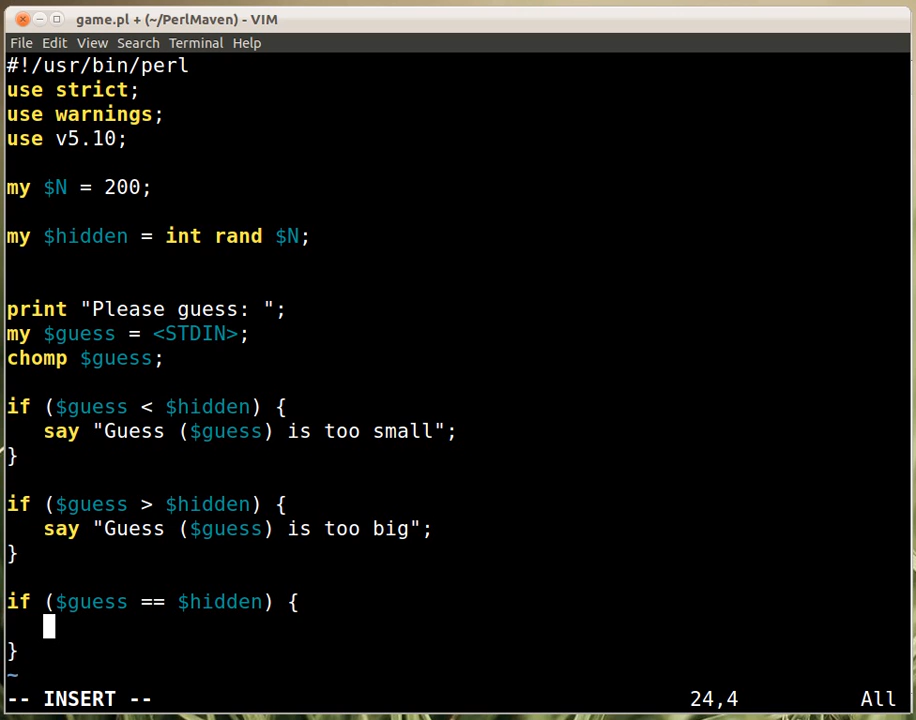 game.pl + (~/PerlMaven) - VIM
File Edit View Search Terminal Help
#!/usr/bin/perl
use strict;
use warnings;
use v5.10;
my $N = 200;
my $hidden = int rand $N;
print "Please guess: ";
my $guess = <STDIN>;
chomp $guess;
if ($guess < $hidden) {
   say "Guess ($guess) is too small";
}
if ($guess > $hidden) {
   say "Guess ($guess) is too big";
}
if ($guess == $hidden) {
}
~
-- INSERT -- 24,4 All